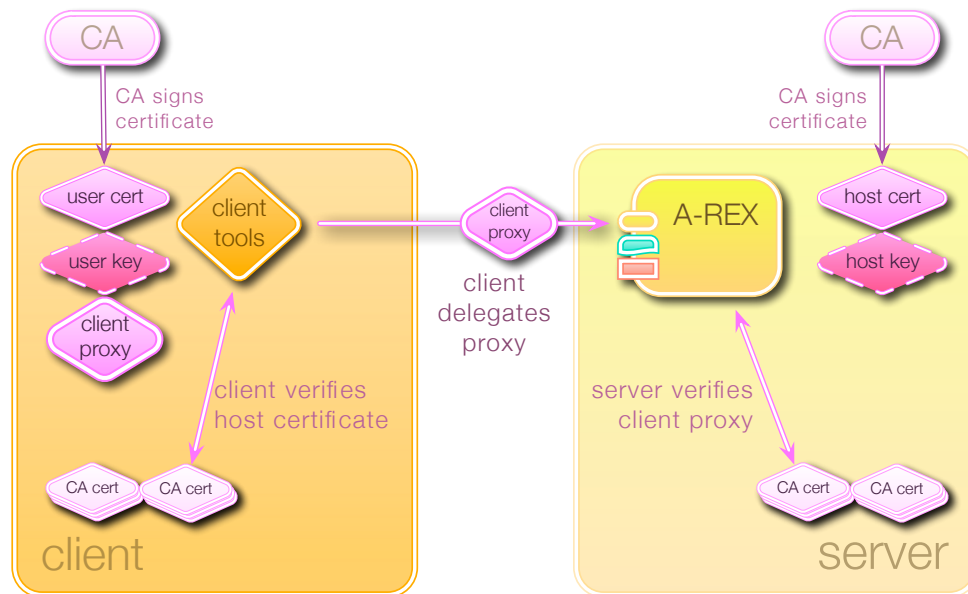 CA
CA signs
certificate
user cert
user key
client
proxy
client
tools
client verifies
host certificate
CA cert
CA cert
client
client
proxy
client
delegates
proxy
CA
CA signs
certificate
A-REX
host cert
host key
server verifies
client proxy
CA cert
CA cert
server